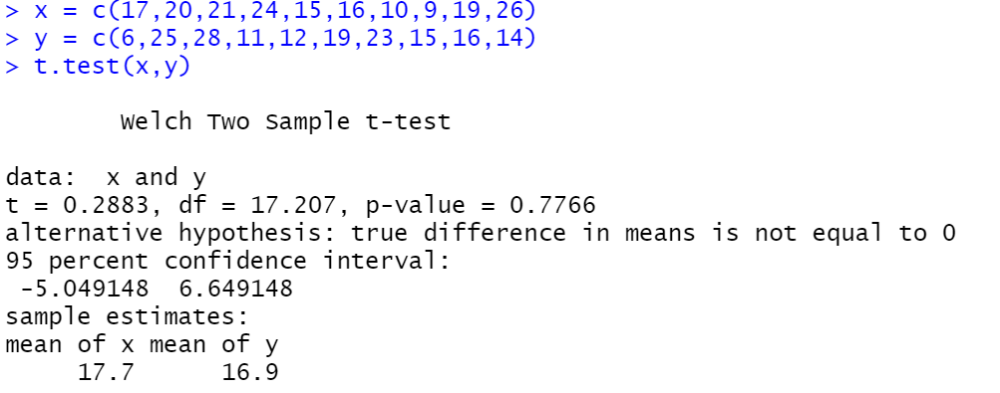 > x = c(17,20,21,24,15,16,10,9,19,26)
> y = c(6,25,28,11,12,19,23,15,16,14)
> t.test(x,y)
Welch Two Sample t-test
data:  x and y
t = 0.2883, df = 17.207, p-value = 0.7766
alternative hypothesis: true difference in means is not equal to 0
95 percent confidence interval:
 -5.049148  6.649148
sample estimates:
mean of x mean of y
     17.7      16.9